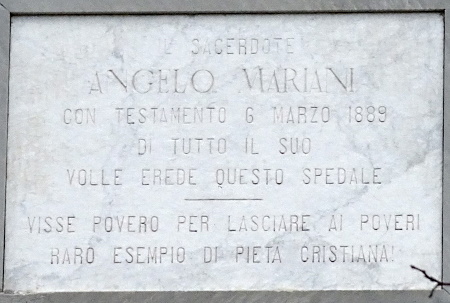 IL SACERDOTE
ANGELO MARIANI
CON TESTAMENTO 6 MARZO 1889
DI TUTTO IL SUO
VOLLE EREDE QUESTO SPEDALE
VISSE POVERO PER LASCIARE AI POVERI
RARO ESEMPIO DI PIETÀ CRISTIANA!